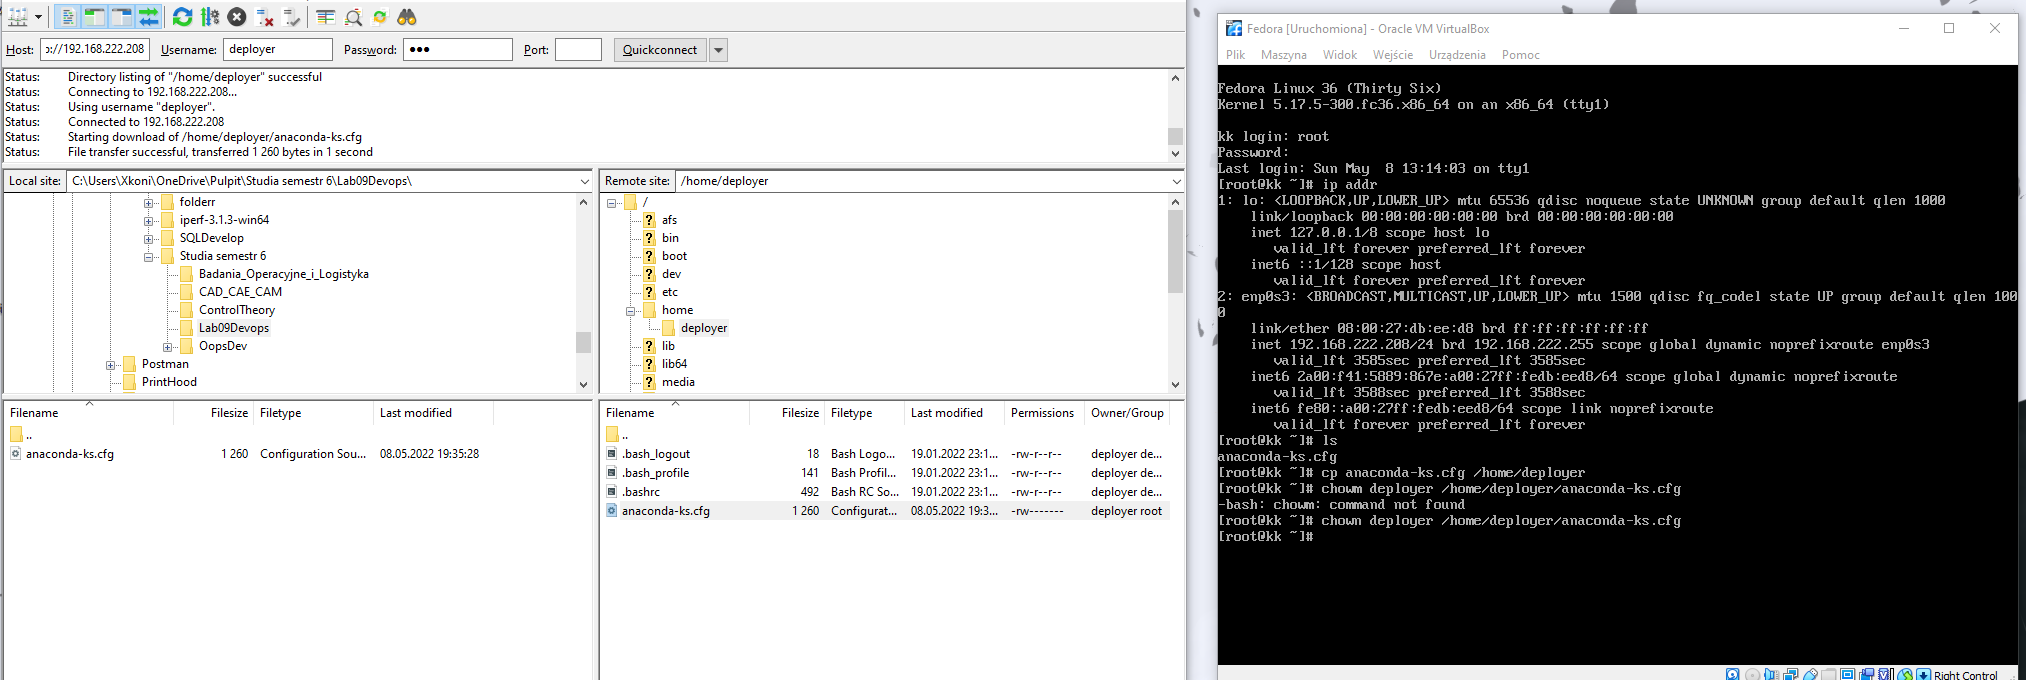 Host: ɔ://192.168.222.208 Username: deployer Password: ●●● Port: Quickconnect
Status: Directory listing of "/home/deployer" successful
Status: Connecting to 192.168.222.208...
Status: Using username "deployer".
Status: Connected to 192.168.222.208
Status: Starting download of /home/deployer/anaconda-ks.cfg
Status: File transfer successful, transferred 1 260 bytes in 1 second
Local site: C:\Users\Xkoni\OneDrive\Pulpit\Studia semestr 6\Lab09Devops\
folderr
iperf-3.1.3-win64
SQLDevelop
Studia semestr 6
Badania_Operacyjne_i_Logistyka
CAD_CAE_CAM
ControlTheory
Lab09Devops
OopsDev
Postman
PrintHood
Filename Filesize Filetype Last modified
..
anaconda-ks.cfg 1 260 Configuration Sou... 08.05.2022 19:35:28
Remote site: /home/deployer
/
? afs
? bin
? boot
? dev
? etc
home
deployer
? lib
? lib64
? media
Filename Filesize Filetype Last modified Permissions Owner/Group
..
.bash_logout 18 Bash Logo... 19.01.2022 23:1... -rw-r--r-- deployer de...
.bash_profile 141 Bash Profil... 19.01.2022 23:1... -rw-r--r-- deployer de...
.bashrc 492 Bash RC So... 19.01.2022 23:1... -rw-r--r-- deployer de...
anaconda-ks.cfg 1 260 Configurat... 08.05.2022 19:3... -rw------- deployer root
Fedora [Uruchomiona] - Oracle VM VirtualBox
Plik Maszyna Widok Wejście Urządzenia Pomoc
Fedora Linux 36 (Thirty Six)
Kernel 5.17.5-300.fc36.x86_64 on an x86_64 (tty1)
kk login: root
Password:
Last login: Sun May  8 13:14:03 on tty1
[root@kk ~]# ip addr
1: lo: <LOOPBACK,UP,LOWER_UP> mtu 65536 qdisc noqueue state UNKNOWN group default qlen 1000
link/loopback 00:00:00:00:00:00 brd 00:00:00:00:00:00
inet 127.0.0.1/8 scope host lo
valid_lft forever preferred_lft forever
inet6 ::1/128 scope host
valid_lft forever preferred_lft forever
2: enp0s3: <BROADCAST,MULTICAST,UP,LOWER_UP> mtu 1500 qdisc fq_codel state UP group default qlen 100
0
link/ether 08:00:27:db:ee:d8 brd ff:ff:ff:ff:ff:ff
inet 192.168.222.208/24 brd 192.168.222.255 scope global dynamic noprefixroute enp0s3
valid_lft 3585sec preferred_lft 3585sec
inet6 2a00:f41:5889:867e:a00:27ff:fedb:eed8/64 scope global dynamic noprefixroute
valid_lft 3588sec preferred_lft 3588sec
inet6 fe80::a00:27ff:fedb:eed8/64 scope link noprefixroute
valid_lft forever preferred_lft forever
[root@kk ~]# ls
anaconda-ks.cfg
[root@kk ~]# cp anaconda-ks.cfg /home/deployer
[root@kk ~]# chowm deployer /home/deployer/anaconda-ks.cfg
-bash: chowm: command not found
[root@kk ~]# chown deployer /home/deployer/anaconda-ks.cfg
[root@kk ~]#
Right Control